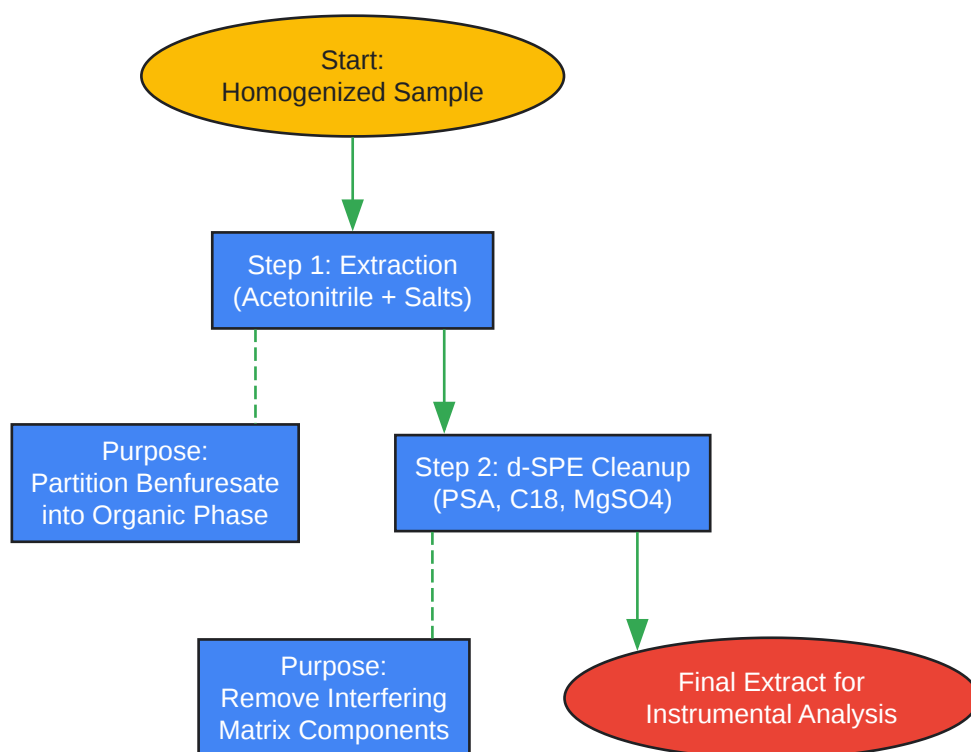 Start:
Homogenized Sample
Step 1: Extraction
(Acetonitrile + Salts)
Purpose:
Partition Benfuresate
into Organic Phase
Step 2: d-SPE Cleanup
(PSA, C18, MgSO4)
Purpose:
Remove Interfering
Matrix Components
Final Extract for
Instrumental Analysis